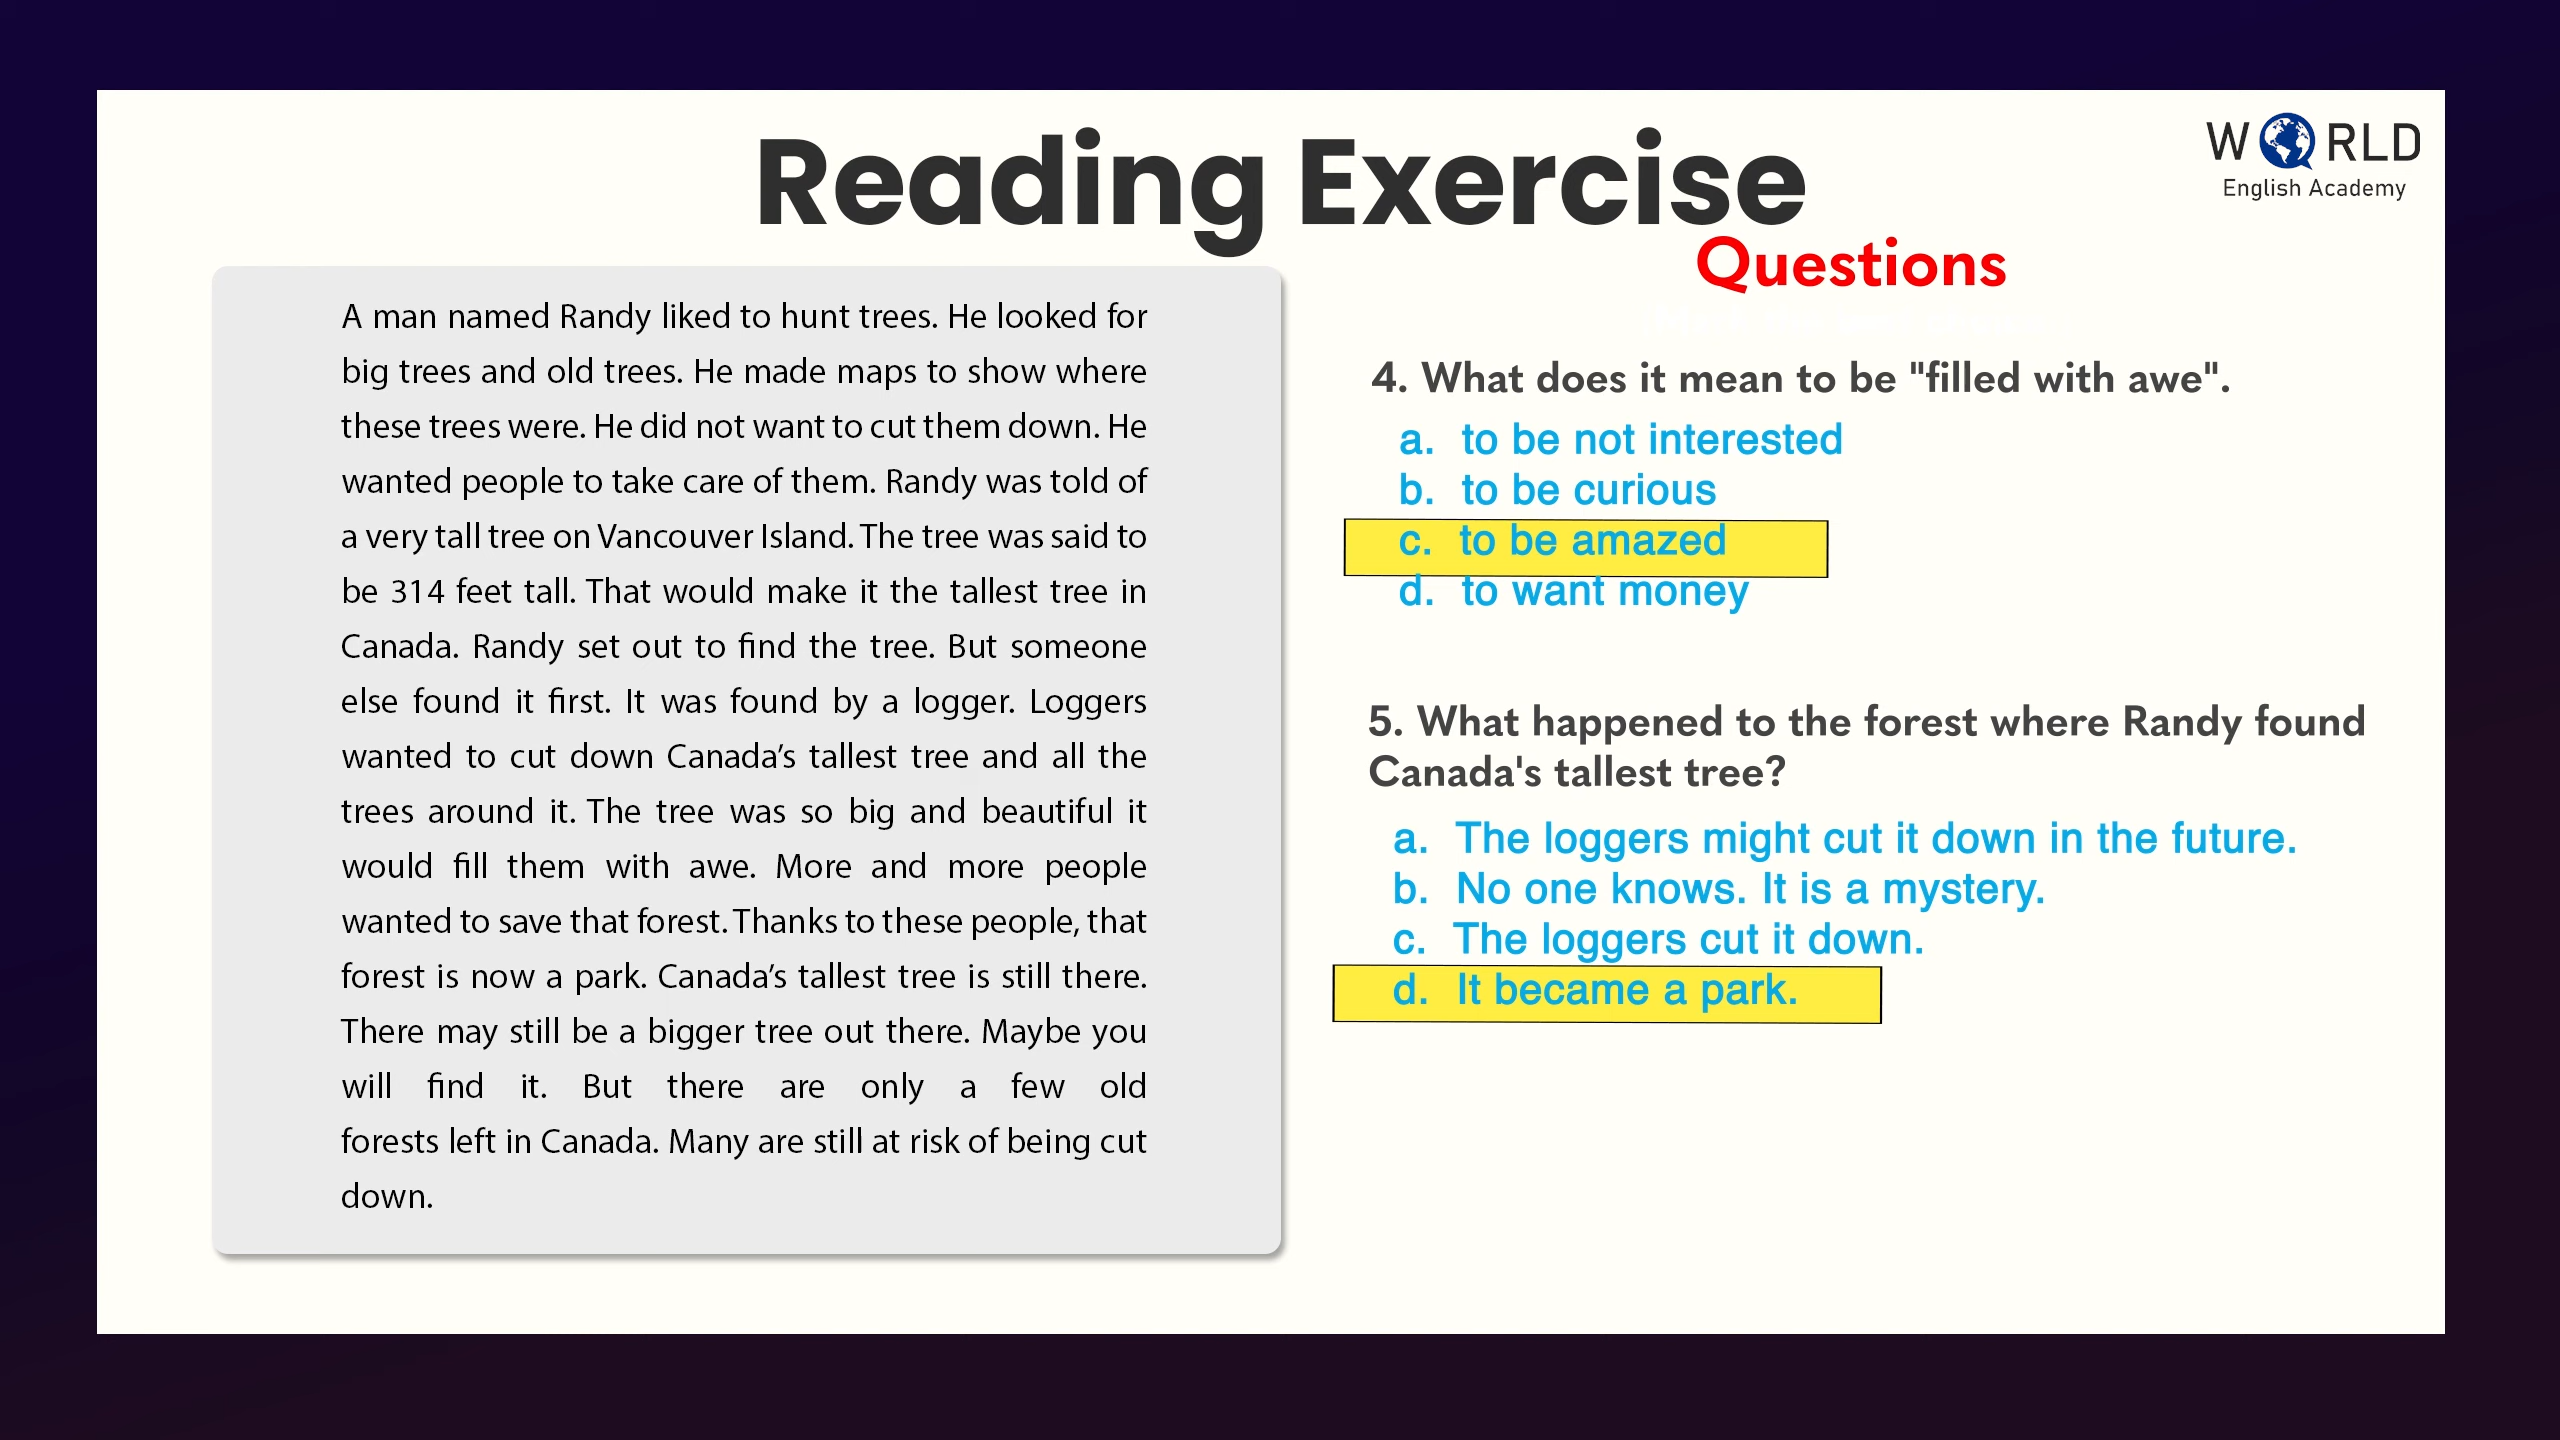 Reading Exercise
W RLD
English Academy
Questions
A man named Randy liked to hunt trees. He looked for
big trees and old trees. He made maps to show where
these trees were. He did not want to cut them down. He
wanted people to take care of them. Randy was told of
a very tall tree on Vancouver Island. The tree was said to
be 314 feet tall. That would make it the tallest tree in
Canada. Randy set out to find the tree. But someone
else found it first. It was found by a logger. Loggers
wanted to cut down Canada’s tallest tree and all the
trees around it. The tree was so big and beautiful it
would fill them with awe. More and more people
wanted to save that forest. Thanks to these people, that
forest is now a park. Canada’s tallest tree is still there.
There may still be a bigger tree out there. Maybe you
will find it. But there are only a few old
forests left in Canada. Many are still at risk of being cut
down.
4. What does it mean to be "filled with awe".
a. to be not interested
b. to be curious
c. to be amazed
d. to want money
5. What happened to the forest where Randy found
Canada's tallest tree?
a. The loggers might cut it down in the future.
b. No one knows. It is a mystery.
c. The loggers cut it down.
d. It became a park.